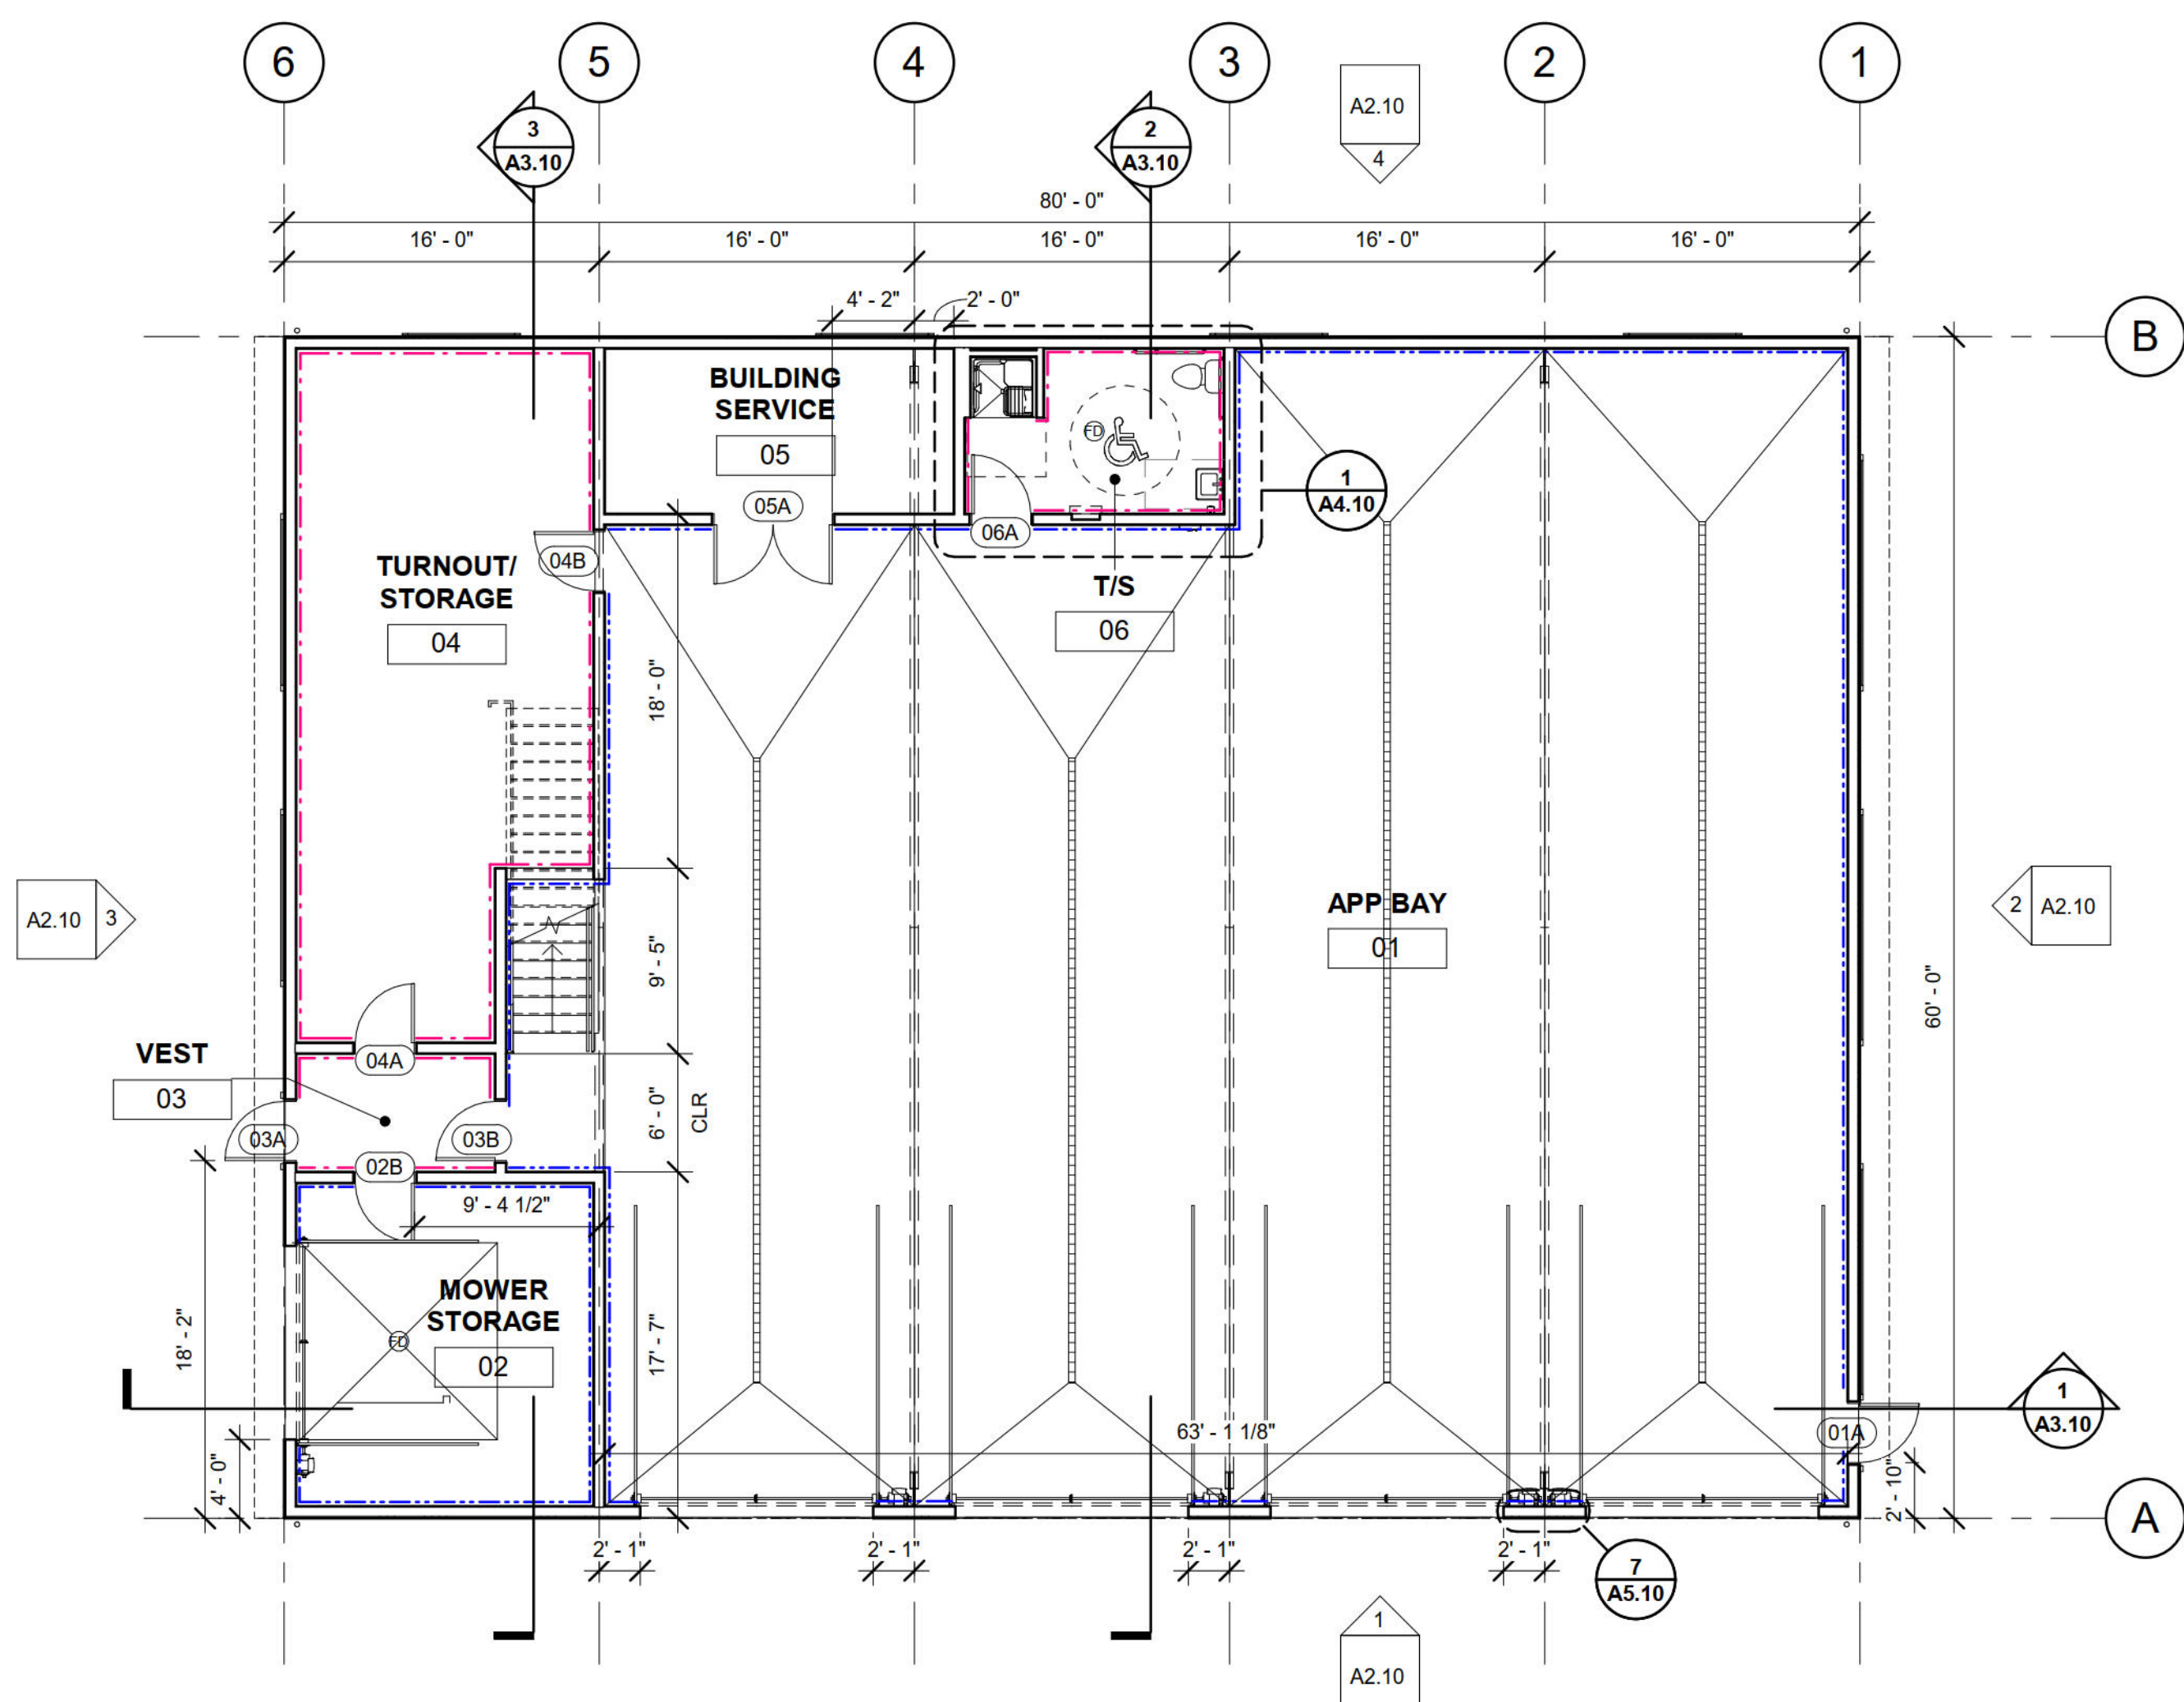 6
5
4
3
2
1
3
A3.10
2
A3.10
A2.10
4
80' - 0"
16' - 0"
16' - 0"
16' - 0"
16' - 0"
16' - 0"
4' - 2"
2' - 0"
B
BUILDING
SERVICE
05
05A
FD
1
A4.10
06A
04B
TURNOUT/
STORAGE
04
T/S
06
18' - 0"
APP BAY
01
A2.10
3
2
A2.10
9' - 5"
60' - 0"
VEST
03
04A
6' - 0"
CLR
03A
03B
02B
9' - 4 1/2"
MOWER
STORAGE
02
FD
18' - 2"
17' - 7"
4' - 0"
63' - 1 1/8"
01A
1
A3.10
2' - 10"
A
2' - 1"
2' - 1"
2' - 1"
2' - 1"
7
A5.10
1
A2.10